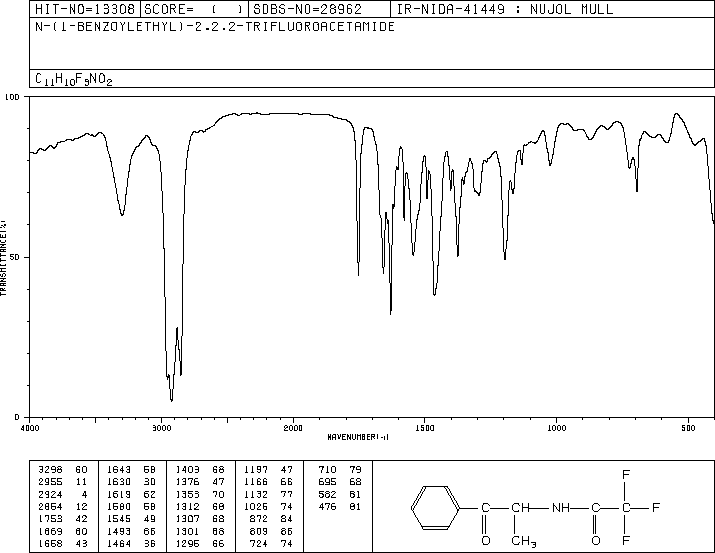 HIT-NO=13308 SCORE= ( ) SDBS-NO=28962 IR-NIDA-41449 : NUJOL MULL
N-(1-BENZOYLETHYL)-2,2,2-TRIFLUOROACETAMIDE
C₁₁H₁₀F₃NO₂
100
50
0
TRANSMITTANCE(%)
4000 3000 2000 1500 1000 500
WAVENUMBER(-1)
3298 60 1643 58 1403 68 1197 47 710 79
2955 11 1630 30 1376 47 1166 66 695 68
2924 4 1619 62 1353 70 1132 77 582 81
2854 12 1580 58 1312 68 1026 74 476 81
1753 42 1545 49 1307 68 872 84
1669 60 1493 66 1301 68 809 86
1658 43 1464 36 1295 66 724 74
F
NH F
O CH₃ O F